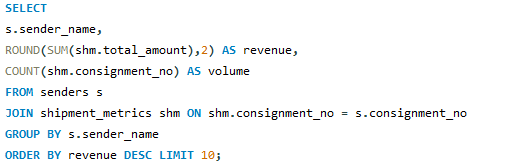 SELECT
s.sender_name,
ROUND(SUM(shm.total_amount),2) AS revenue,
COUNT(shm.consignment_no) AS volume
FROM senders s
JOIN shipment_metrics shm ON shm.consignment_no = s.consignment_no
GROUP BY s.sender_name
ORDER BY revenue DESC LIMIT 10;